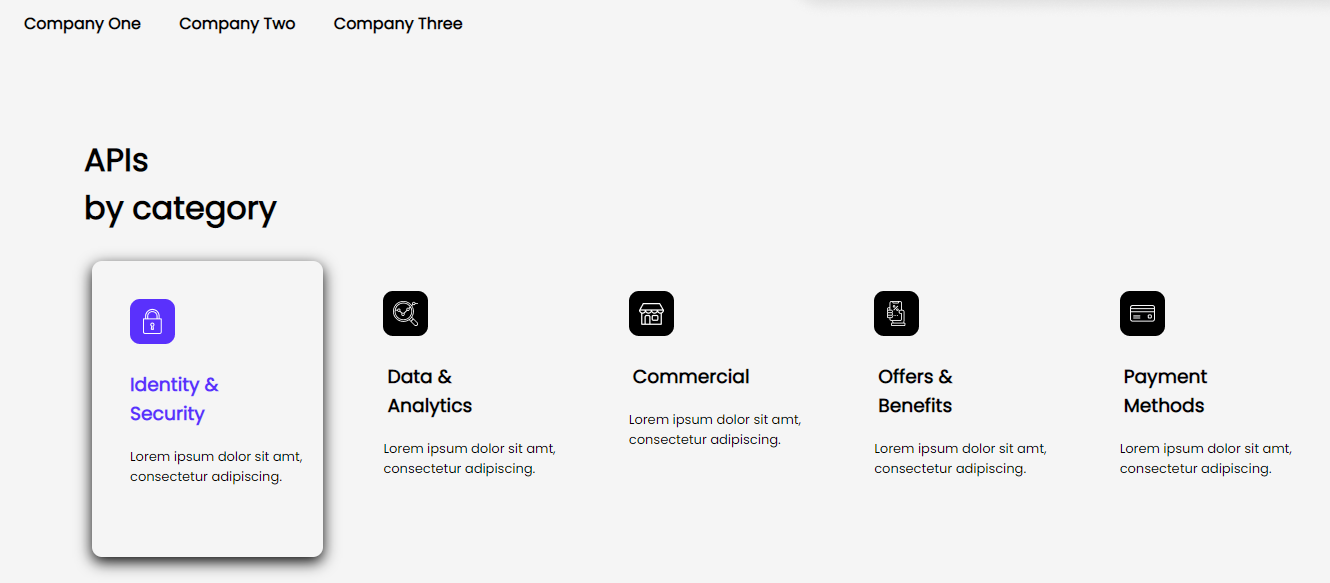 Company One Company Two Company Three
APIs
by category
Identity &
Security
Lorem ipsum dolor sit amt,
consectetur adipiscing.
Data &
Analytics
Lorem ipsum dolor sit amt,
consectetur adipiscing.
Commercial
Lorem ipsum dolor sit amt,
consectetur adipiscing.
Offers &
Benefits
Lorem ipsum dolor sit amt,
consectetur adipiscing.
Payment
Methods
Lorem ipsum dolor sit amt,
consectetur adipiscing.